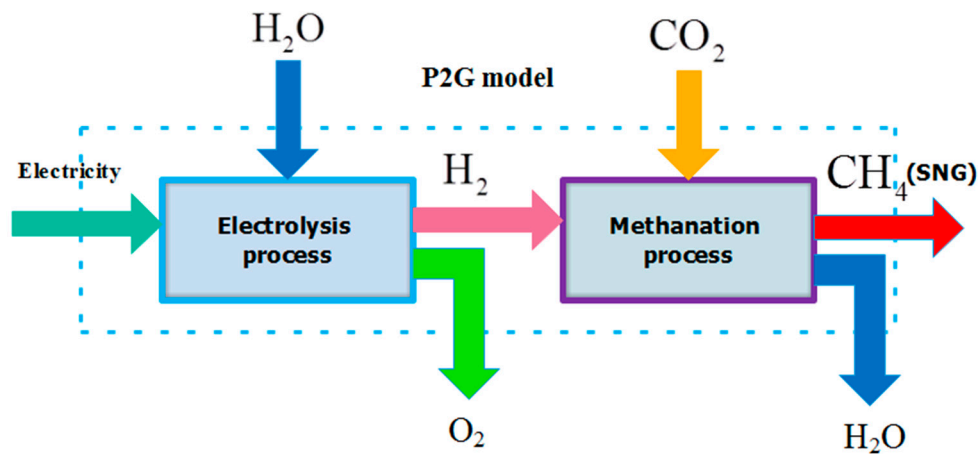 H₂O
CO₂
P2G model
Electricity
H₂
CH₄(SNG)
Electrolysis
process
Methanation
process
O₂
H₂O